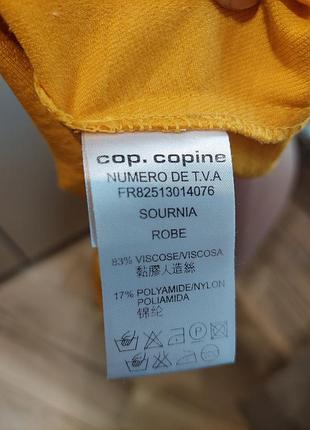 cop. copine
NUMERO DE T.V.A
FR82513014076
SOURNIA
ROBE
83% VISCOSE/VISCOSA
黏膠人造絲
17% POLYAMIDE/NYLON
POLIAMIDA
锦纶